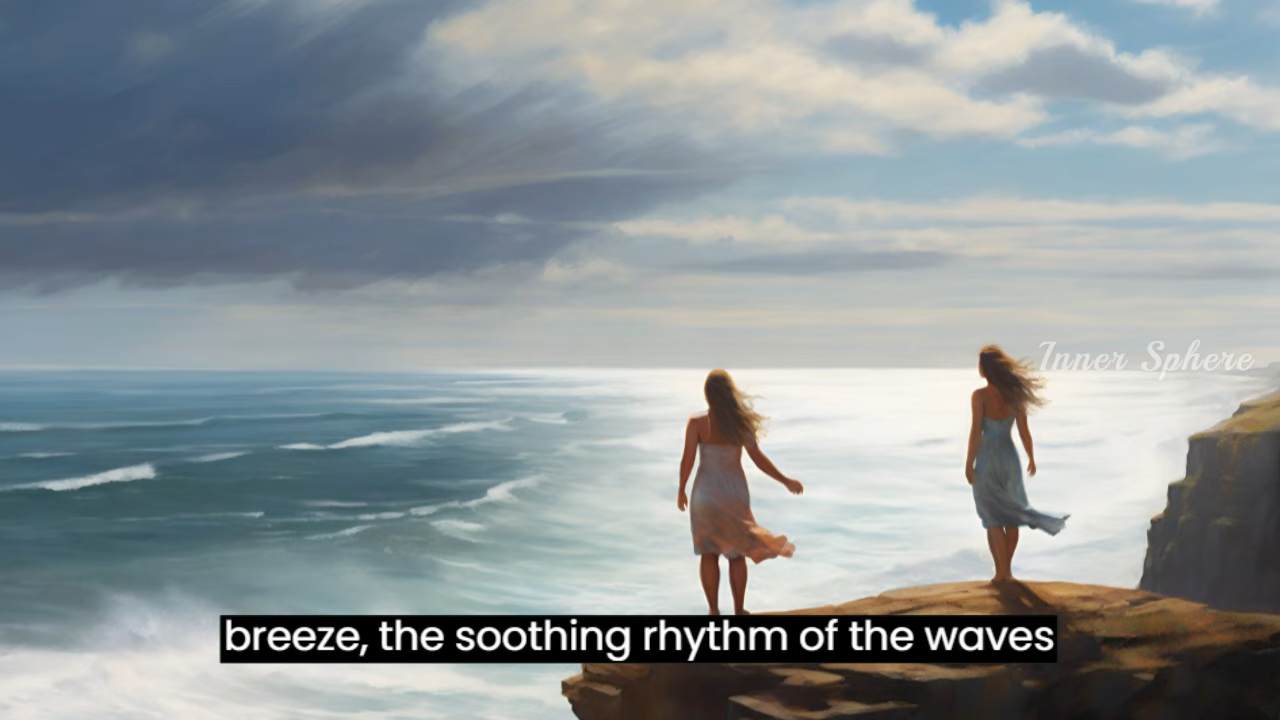 Inner Sphere
breeze, the soothing rhythm of the waves